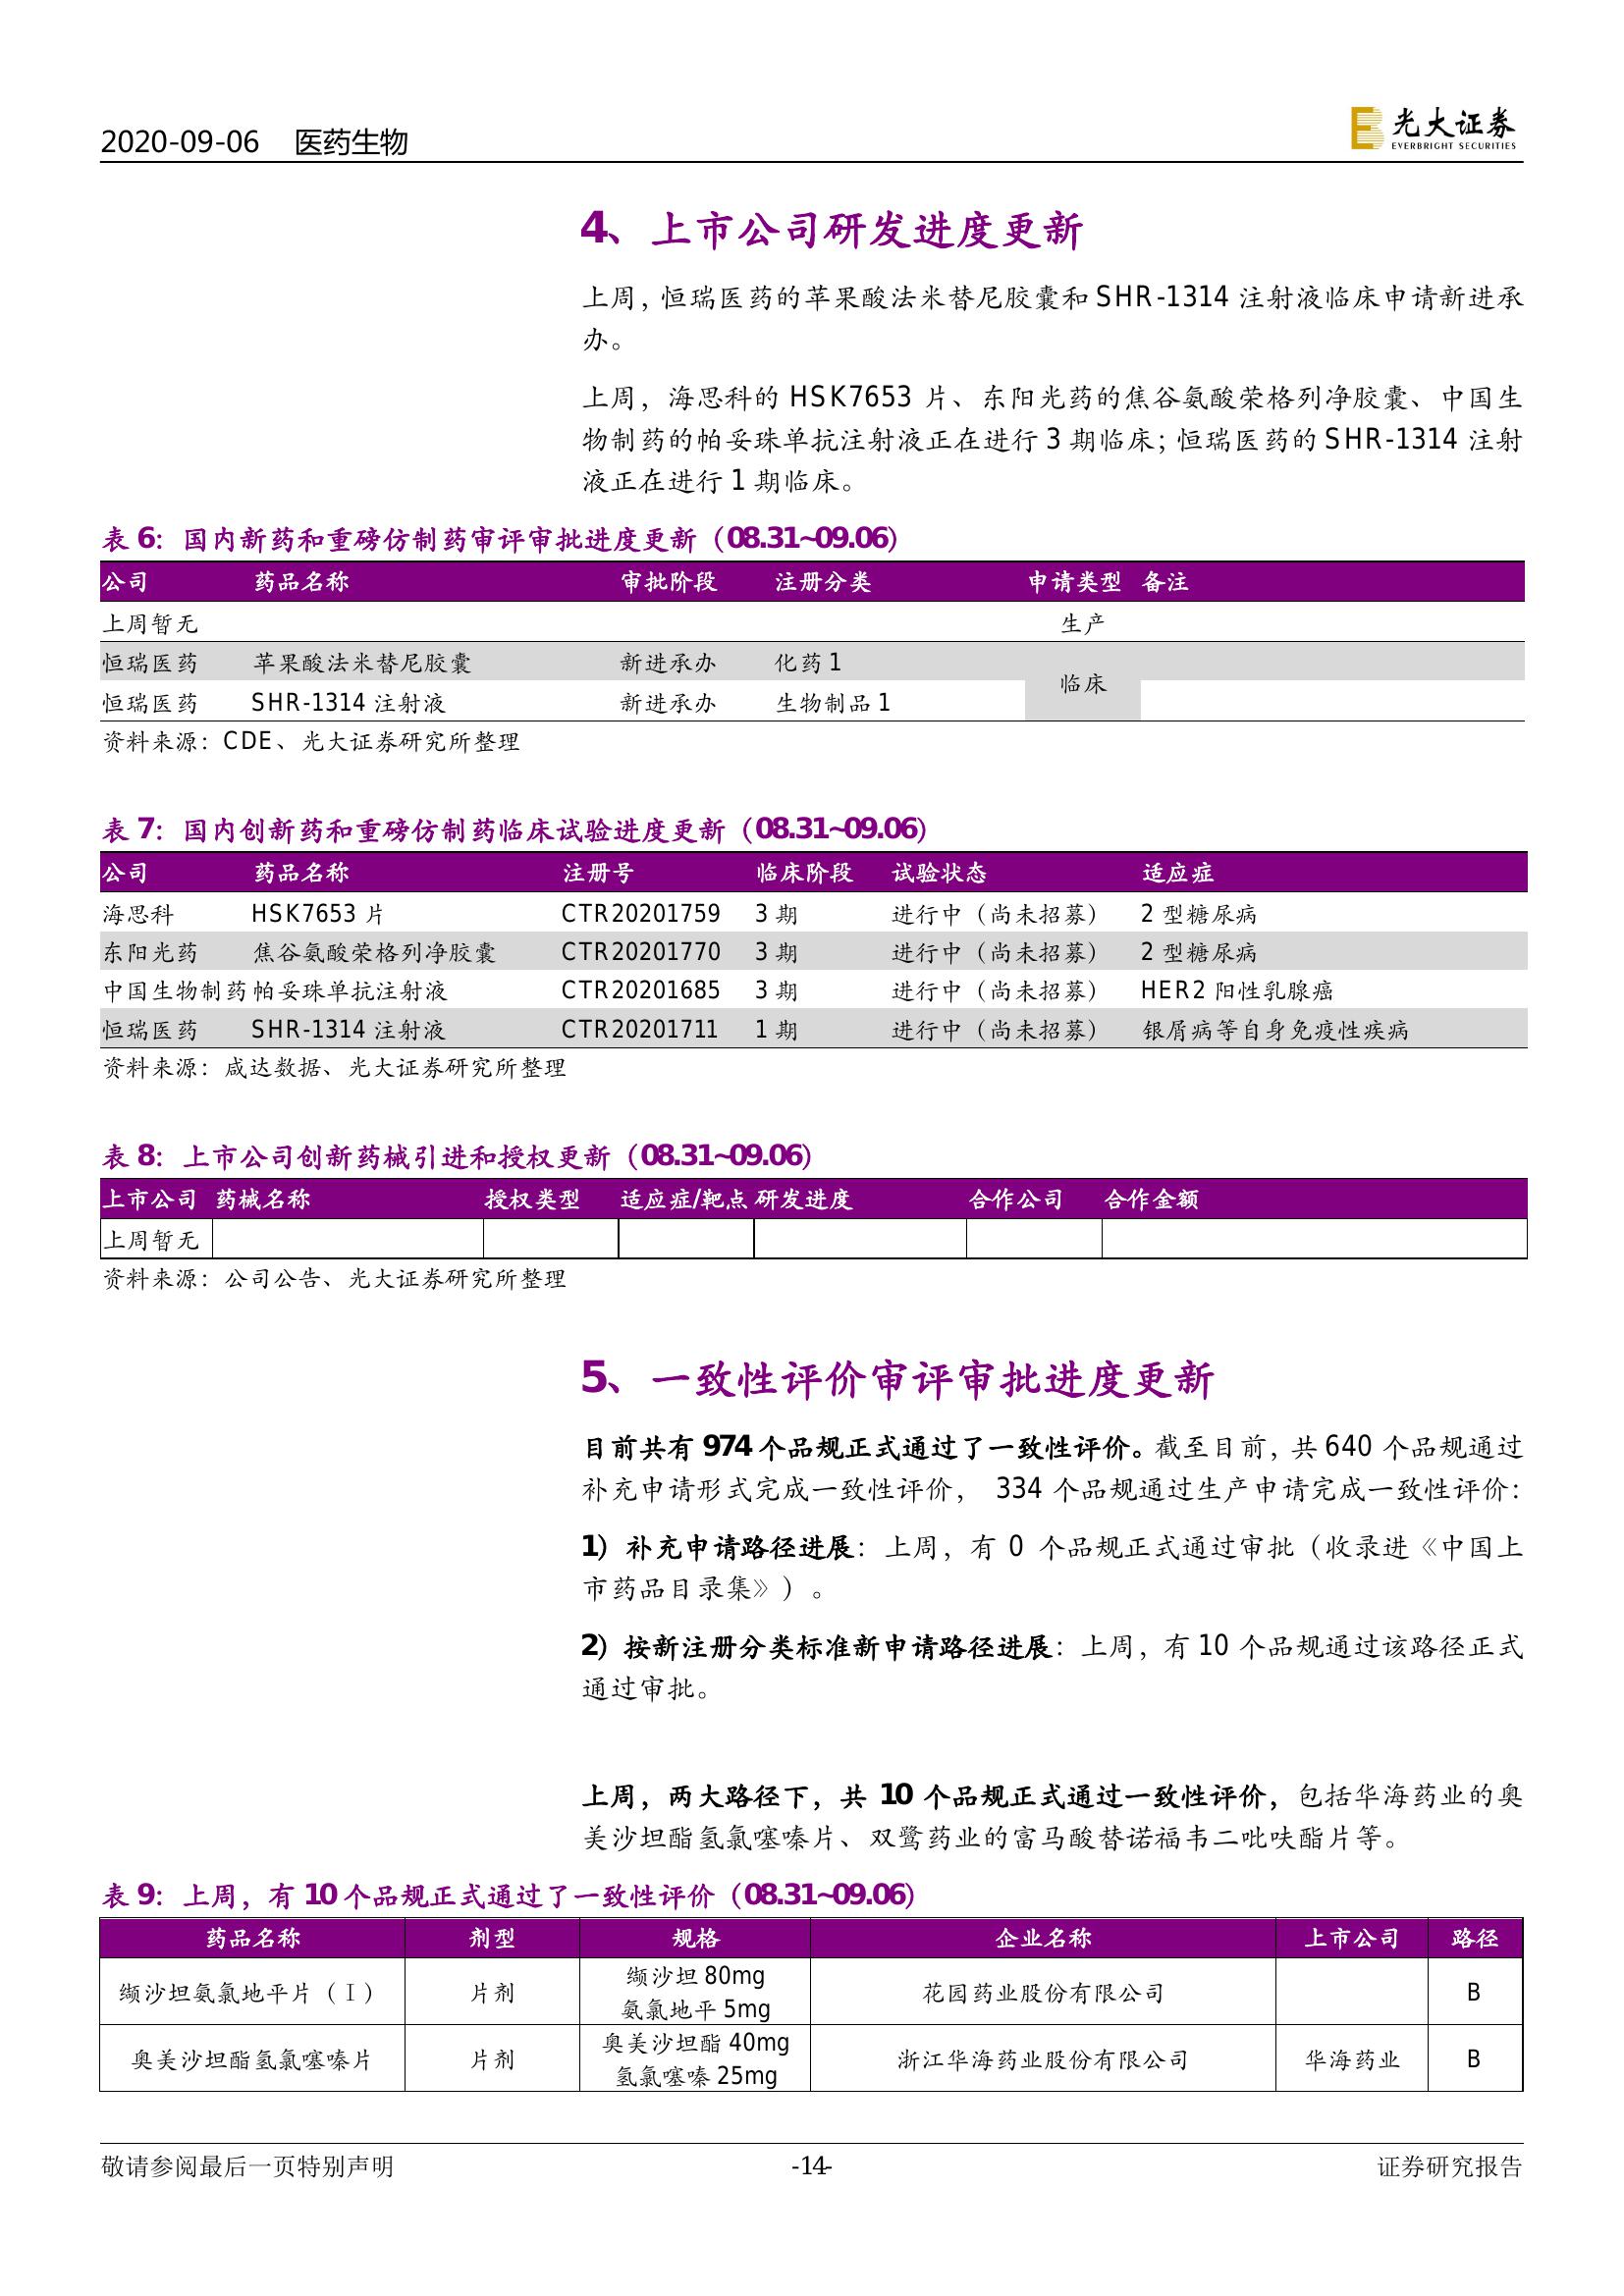 2020-09-06 医药生物
光大证券
EVERBRIGHT SECURITIES
4、上市公司研发进度更新
上周，恒瑞医药的苹果酸法米替尼胶囊和 SHR-1314 注射液临床申请新进承
办。
上周，海思科的 HSK7653 片、东阳光药的焦谷氨酸荣格列净胶囊、中国生
物制药的帕妥珠单抗注射液正在进行 3 期临床；恒瑞医药的 SHR-1314 注射
液正在进行 1 期临床。
表 6：国内新药和重磅仿制药审评审批进度更新（08.31~09.06）
公司 药品名称 审批阶段 注册分类 申请类型 备注
上周暂无 生产
恒瑞医药 苹果酸法米替尼胶囊 新进承办 化药 1
临床
恒瑞医药 SHR-1314 注射液 新进承办 生物制品 1
资料来源：CDE、光大证券研究所整理
表 7：国内创新药和重磅仿制药临床试验进度更新（08.31~09.06）
公司 药品名称 注册号 临床阶段 试验状态 适应症
海思科 HSK7653 片 CTR20201759 3 期 进行中（尚未招募） 2 型糖尿病
东阳光药 焦谷氨酸荣格列净胶囊 CTR20201770 3 期 进行中（尚未招募） 2 型糖尿病
中国生物制药 帕妥珠单抗注射液 CTR20201685 3 期 进行中（尚未招募） HER2 阳性乳腺癌
恒瑞医药 SHR-1314 注射液 CTR20201711 1 期 进行中（尚未招募） 银屑病等自身免疫性疾病
资料来源：咸达数据、光大证券研究所整理
表 8：上市公司创新药械引进和授权更新（08.31~09.06）
上市公司 药械名称 授权类型 适应症/靶点 研发进度 合作公司 合作金额
上周暂无
资料来源：公司公告、光大证券研究所整理
5、一致性评价审评审批进度更新
目前共有 974 个品规正式通过了一致性评价。截至目前，共 640 个品规通过
补充申请形式完成一致性评价， 334 个品规通过生产申请完成一致性评价：
1）补充申请路径进展：上周，有 0 个品规正式通过审批（收录进《中国上
市药品目录集》）。
2）按新注册分类标准新申请路径进展：上周，有 10 个品规通过该路径正式
通过审批。
上周，两大路径下，共 10 个品规正式通过一致性评价，包括华海药业的奥
美沙坦酯氢氯噻嗪片、双鹭药业的富马酸替诺福韦二吡呋酯片等。
表 9：上周，有 10 个品规正式通过了一致性评价（08.31~09.06）
药品名称 剂型 规格 企业名称 上市公司 路径
缬沙坦 80mg
缬沙坦氨氯地平片（Ⅰ） 片剂 花园药业股份有限公司 B
氨氯地平 5mg
奥美沙坦酯 40mg
奥美沙坦酯氢氯噻嗪片 片剂 浙江华海药业股份有限公司 华海药业 B
氢氯噻嗪 25mg
敬请参阅最后一页特别声明 -14- 证券研究报告